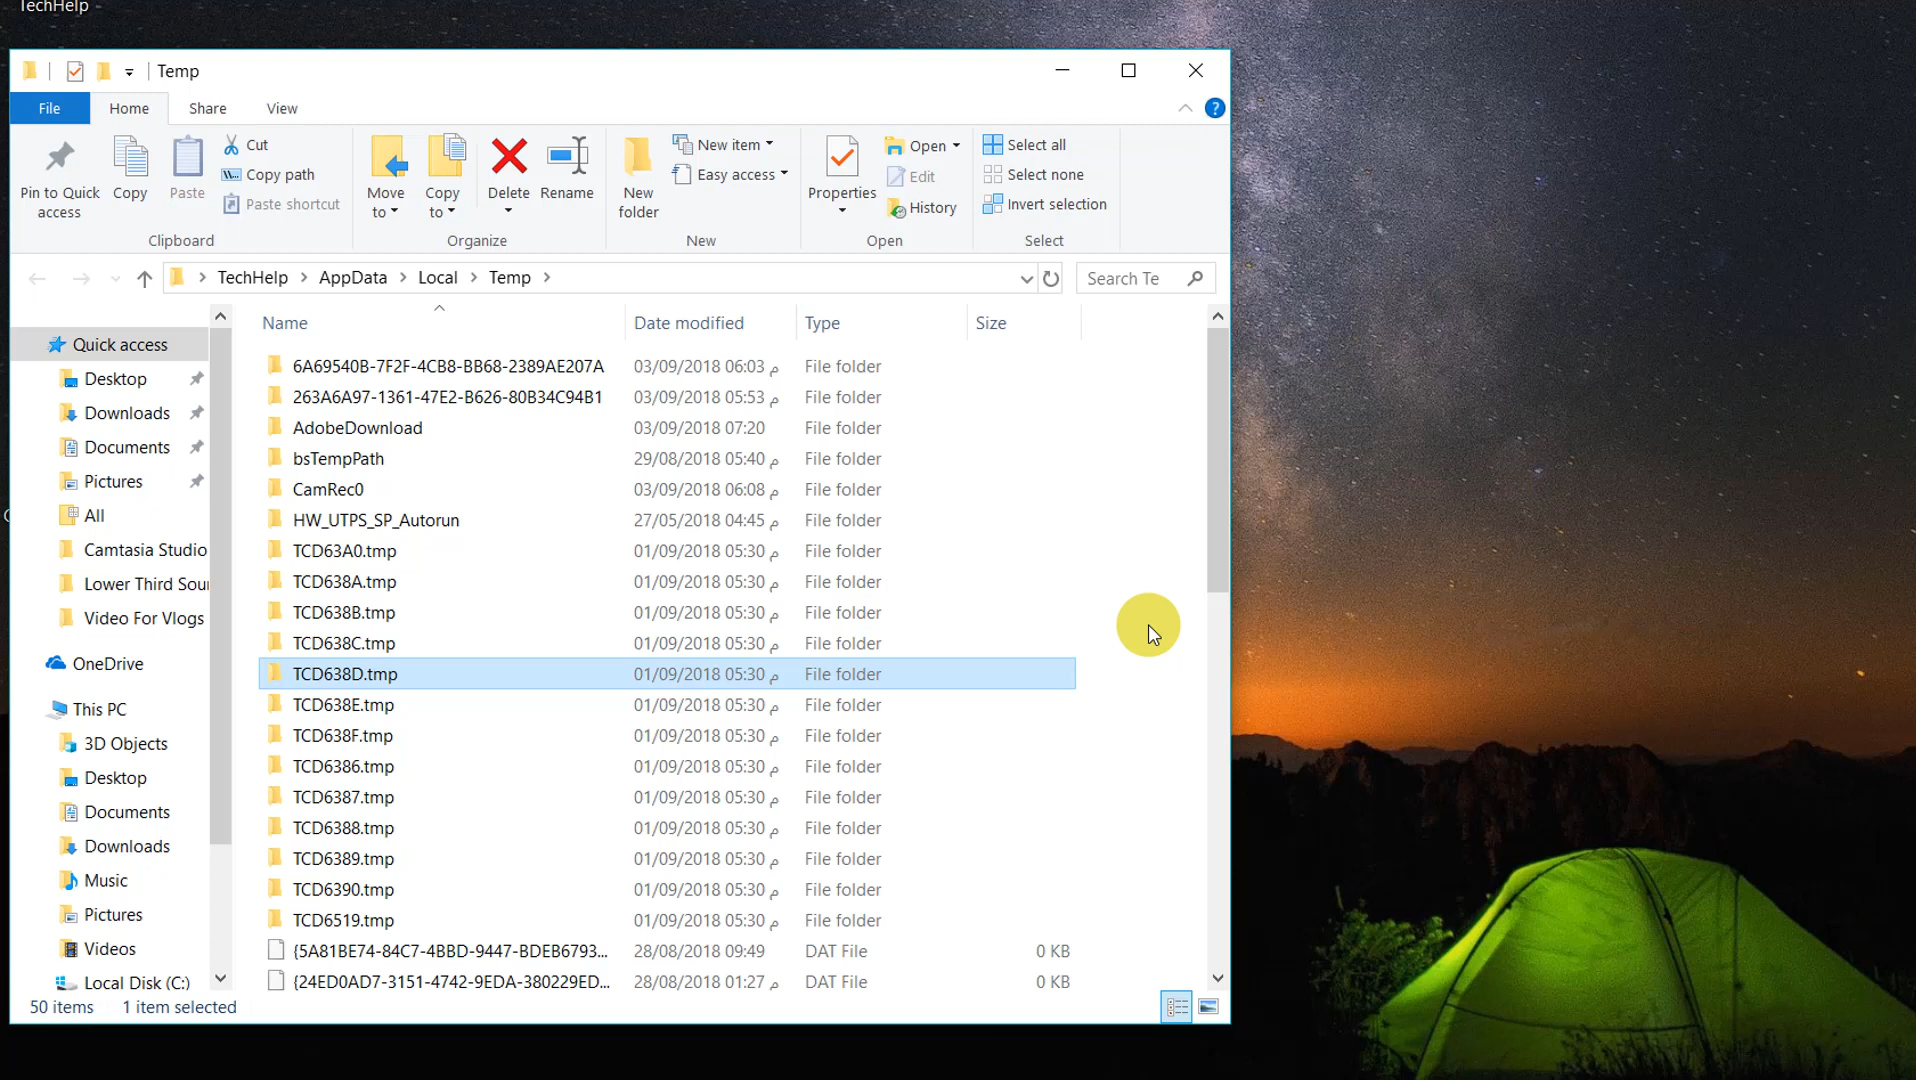 TechHelp
Temp
File Home Share View
Pin to Quick access
Copy
Paste
Cut
Copy path
Paste shortcut
Clipboard
Move to
Copy to
Delete
Rename
Organize
New folder
New item
Easy access
New
Properties
Open
Edit
History
Open
Select all
Select none
Invert selection
Select
TechHelp > AppData > Local > Temp >
Search Te
Quick access
Desktop
Downloads
Documents
Pictures
All
Camtasia Studio
Lower Third Sou
Video For Vlogs
OneDrive
This PC
3D Objects
Desktop
Documents
Downloads
Music
Pictures
Videos
Local Disk (C:)
Name Date modified Type Size
6A69540B-7F2F-4CB8-BB68-2389AE207A 03/09/2018 06:03 م File folder
263A6A97-1361-47E2-B626-80B34C94B1 03/09/2018 05:53 م File folder
AdobeDownload 03/09/2018 07:20 File folder
bsTempPath 29/08/2018 05:40 م File folder
CamRec0 03/09/2018 06:08 م File folder
HW_UTPS_SP_Autorun 27/05/2018 04:45 م File folder
TCD63A0.tmp 01/09/2018 05:30 م File folder
TCD638A.tmp 01/09/2018 05:30 م File folder
TCD638B.tmp 01/09/2018 05:30 م File folder
TCD638C.tmp 01/09/2018 05:30 م File folder
TCD638D.tmp 01/09/2018 05:30 م File folder
TCD638E.tmp 01/09/2018 05:30 م File folder
TCD638F.tmp 01/09/2018 05:30 م File folder
TCD6386.tmp 01/09/2018 05:30 م File folder
TCD6387.tmp 01/09/2018 05:30 م File folder
TCD6388.tmp 01/09/2018 05:30 م File folder
TCD6389.tmp 01/09/2018 05:30 م File folder
TCD6390.tmp 01/09/2018 05:30 م File folder
TCD6519.tmp 01/09/2018 05:30 م File folder
{5A81BE74-84C7-4BBD-9447-BDEB6793... 28/08/2018 09:49 DAT File 0 KB
{24ED0AD7-3151-4742-9EDA-380229ED... 28/08/2018 01:27 م DAT File 0 KB
50 items 1 item selected